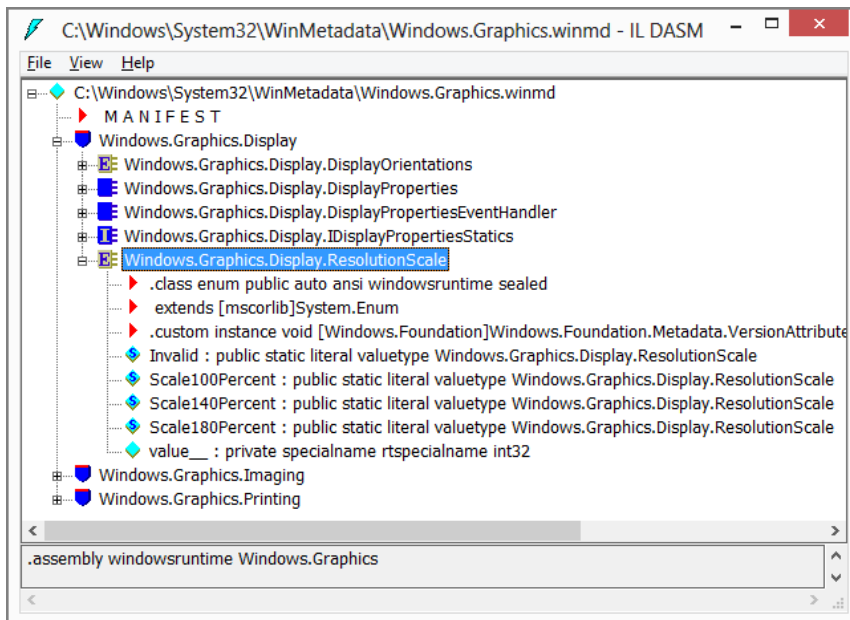 C:\Windows\System32\WinMetadata\Windows.Graphics.winmd - IL DASM
File View Help
C:\Windows\System32\WinMetadata\Windows.Graphics.winmd
M A N I F E S T
Windows.Graphics.Display
E Windows.Graphics.Display.DisplayOrientations
Windows.Graphics.Display.DisplayProperties
Windows.Graphics.Display.DisplayPropertiesEventHandler
I Windows.Graphics.Display.IDisplayPropertiesStatics
E Windows.Graphics.Display.ResolutionScale
.class enum public auto ansi windowsruntime sealed
extends [mscorlib]System.Enum
.custom instance void [Windows.Foundation]Windows.Foundation.Metadata.VersionAttribute
S Invalid : public static literal valuetype Windows.Graphics.Display.ResolutionScale
S Scale100Percent : public static literal valuetype Windows.Graphics.Display.ResolutionScale
S Scale140Percent : public static literal valuetype Windows.Graphics.Display.ResolutionScale
S Scale180Percent : public static literal valuetype Windows.Graphics.Display.ResolutionScale
value__ : private specialname rtspecialname int32
Windows.Graphics.Imaging
Windows.Graphics.Printing
.assembly windowsruntime Windows.Graphics